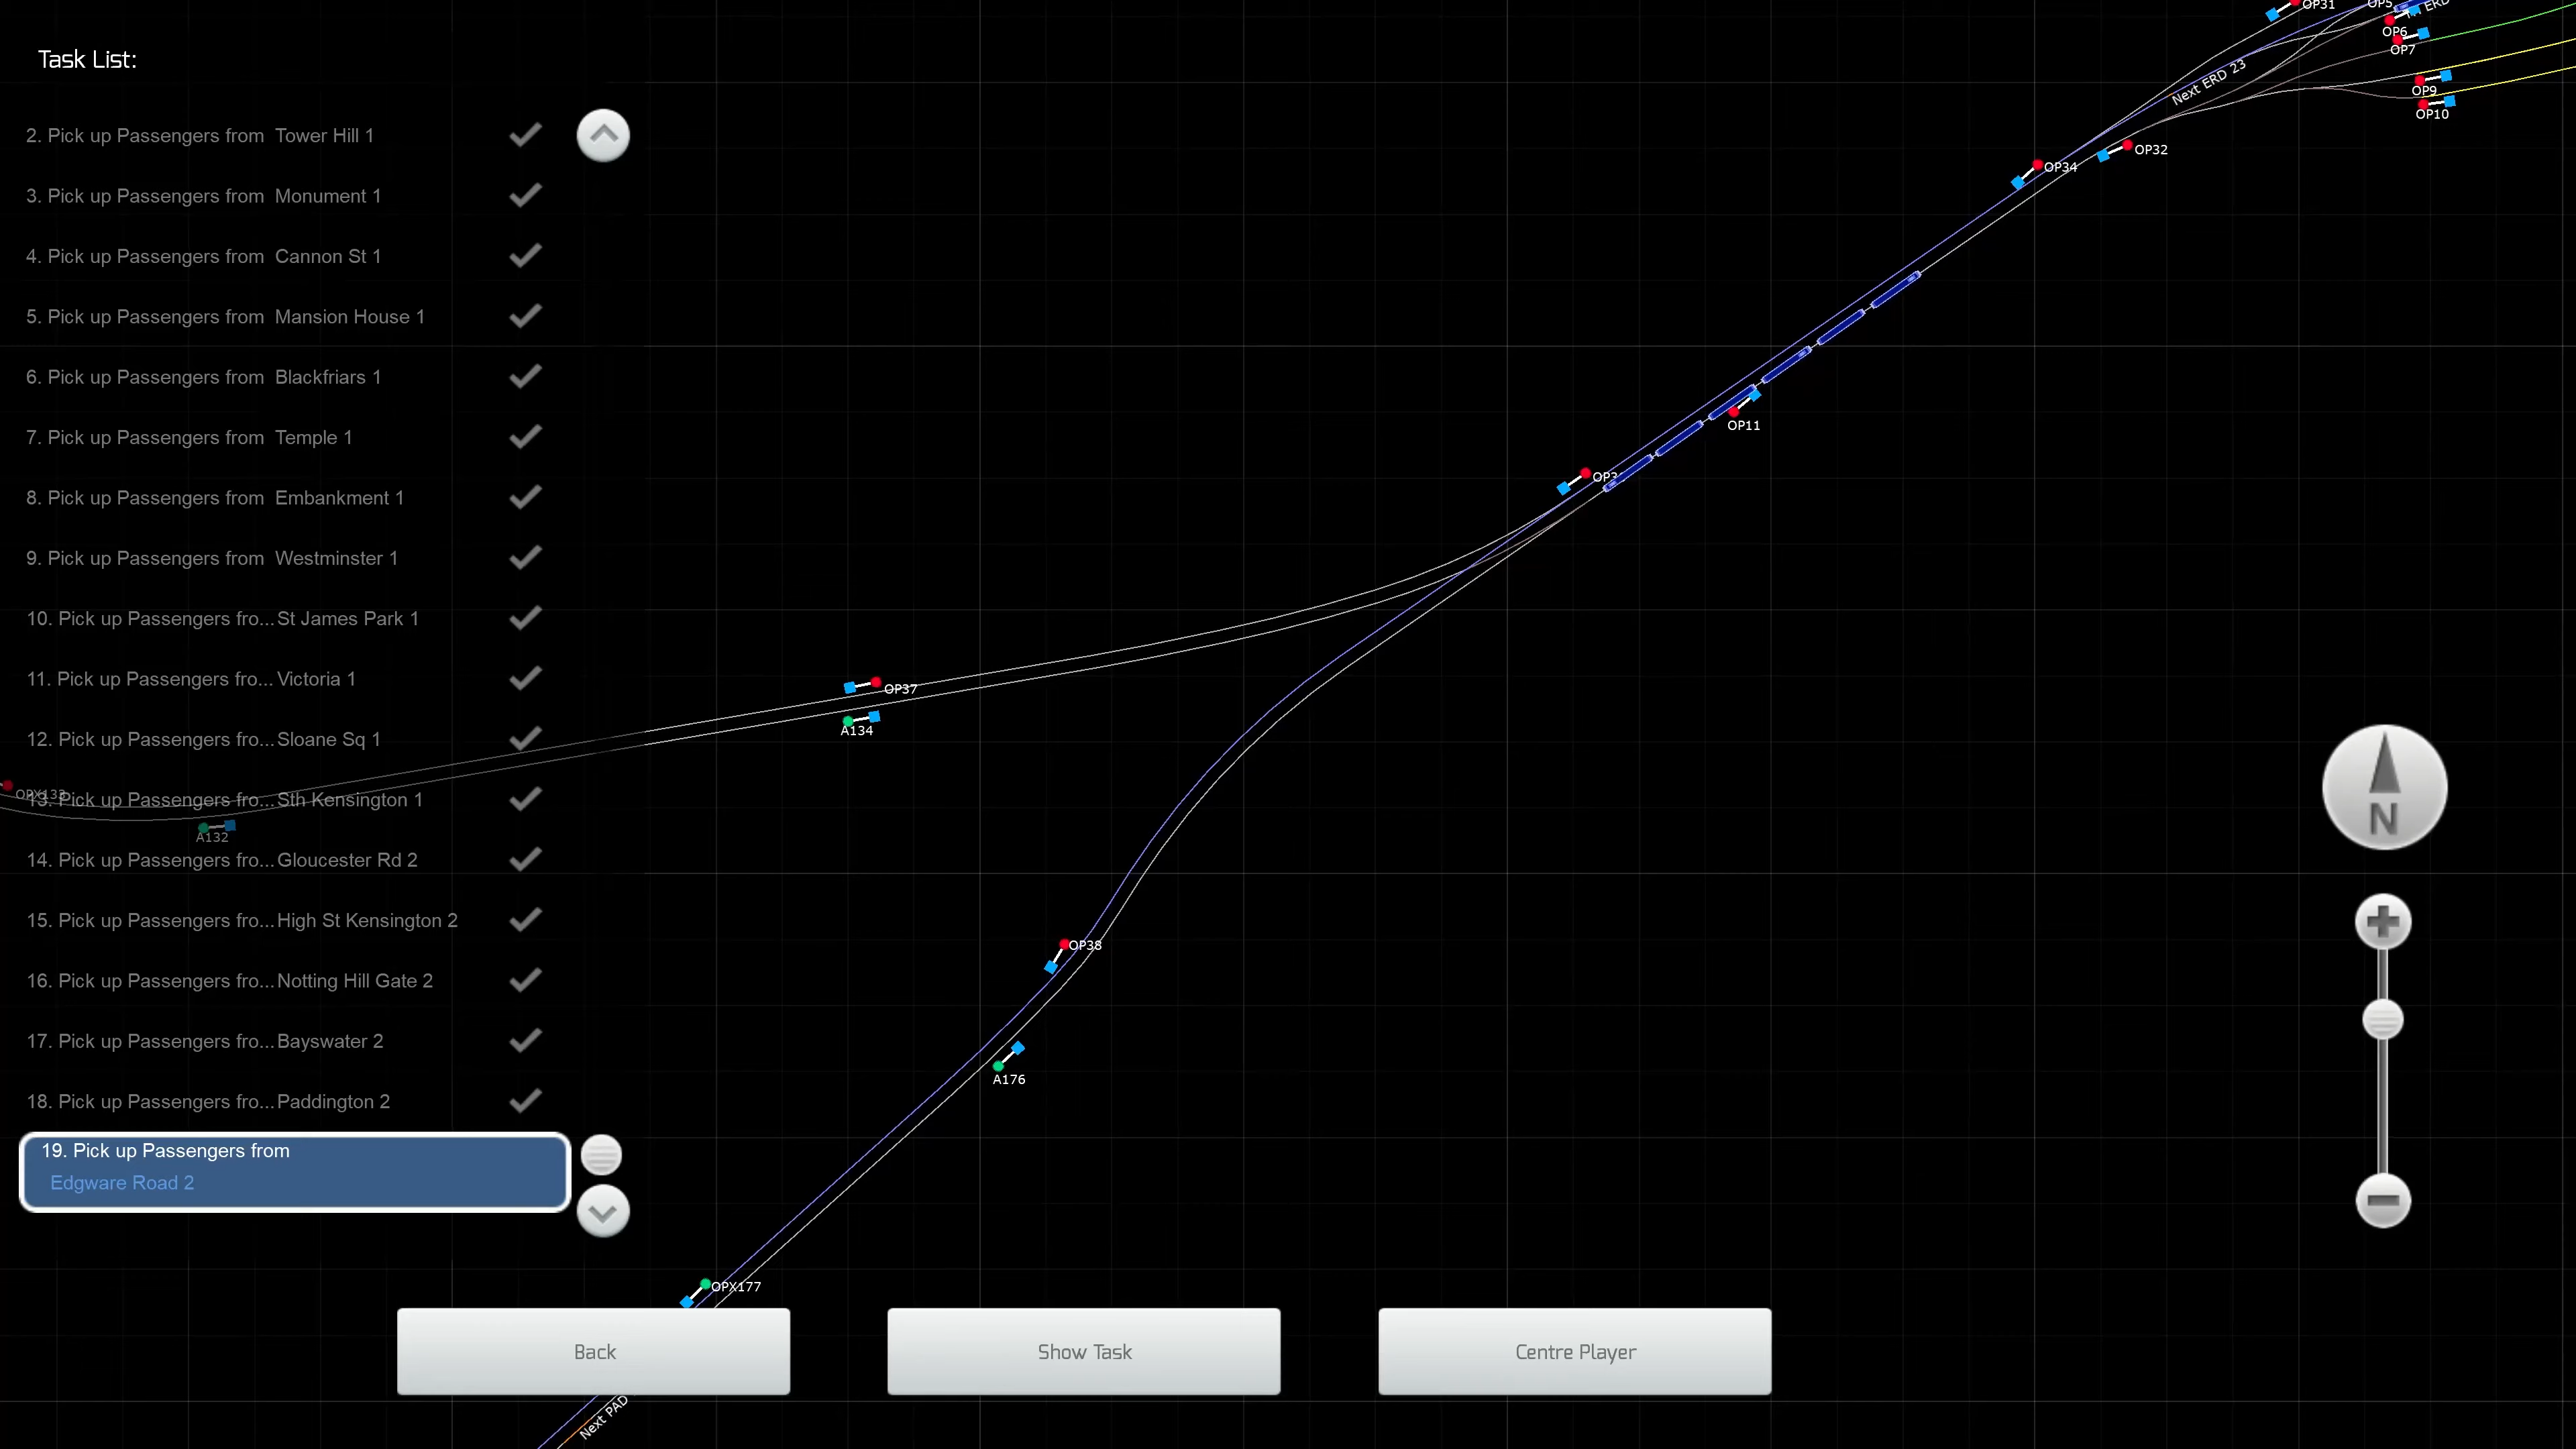 Task List:
2. Pick up Passengers from Tower Hill 1
3. Pick up Passengers from Monument 1
4. Pick up Passengers from Cannon St 1
5. Pick up Passengers from Mansion House 1
6. Pick up Passengers from Blackfriars 1
7. Pick up Passengers from Temple 1
8. Pick up Passengers from Embankment 1
9. Pick up Passengers from Westminster 1
10. Pick up Passengers fro... St James Park 1
11. Pick up Passengers fro... Victoria 1
12. Pick up Passengers fro... Sloane Sq 1
13. Pick up Passengers fro... Sth Kensington 1
14. Pick up Passengers fro... Gloucester Rd 2
15. Pick up Passengers fro... High St Kensington 2
16. Pick up Passengers fro... Notting Hill Gate 2
17. Pick up Passengers fro... Bayswater 2
18. Pick up Passengers fro... Paddington 2
19. Pick up Passengers from
Edgware Road 2
OP31
OP5
ERD
OP6
OP7
Next ERD 23
OP9
OP10
OP32
OP34
OP11
OP37
A134
OPX133
A132
OP38
A176
OPX177
Next PAD
N
Back
Show Task
Centre Player